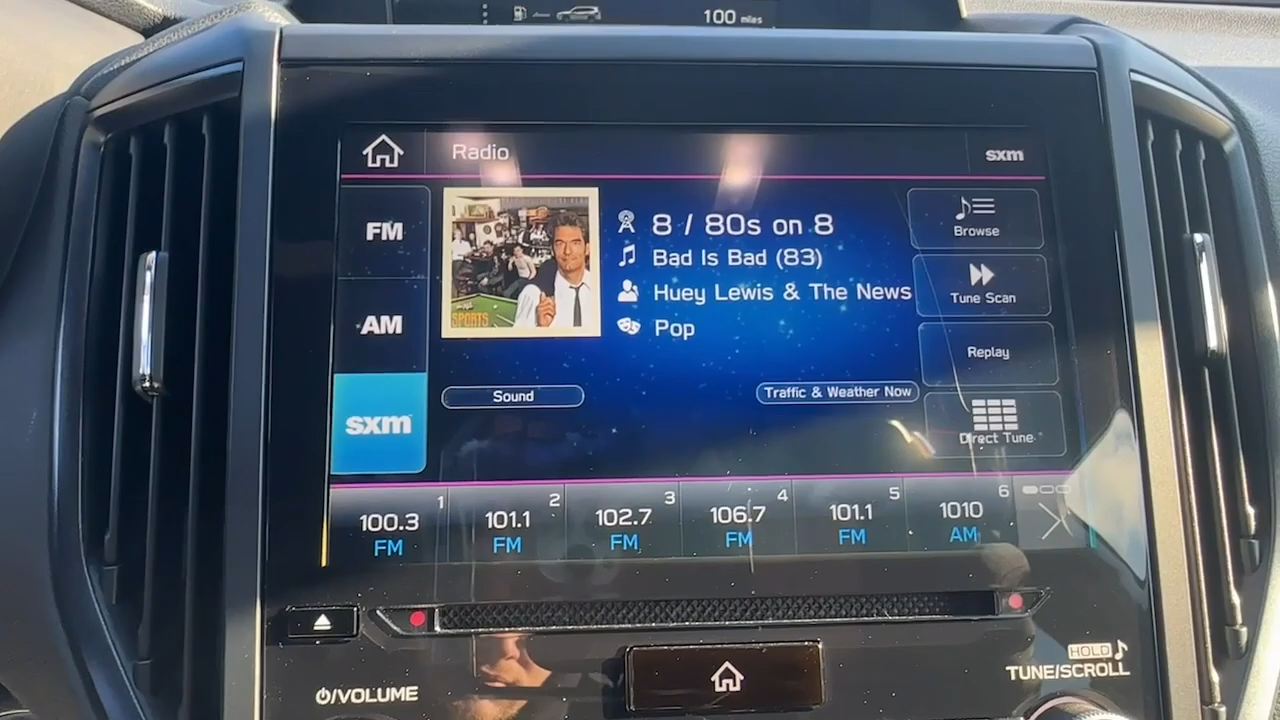 100 miles
Radio
sxm
FM
AM
sxm
SPORTS
8 / 80s on 8
Bad Is Bad (83)
Huey Lewis & The News
Pop
Sound
Traffic & Weather Now
Browse
Tune Scan
Replay
Direct Tune
1
100.3
FM
2
101.1
FM
3
102.7
FM
4
106.7
FM
5
101.1
FM
6
1010
AM
/VOLUME
HOLD
TUNE/SCROLL